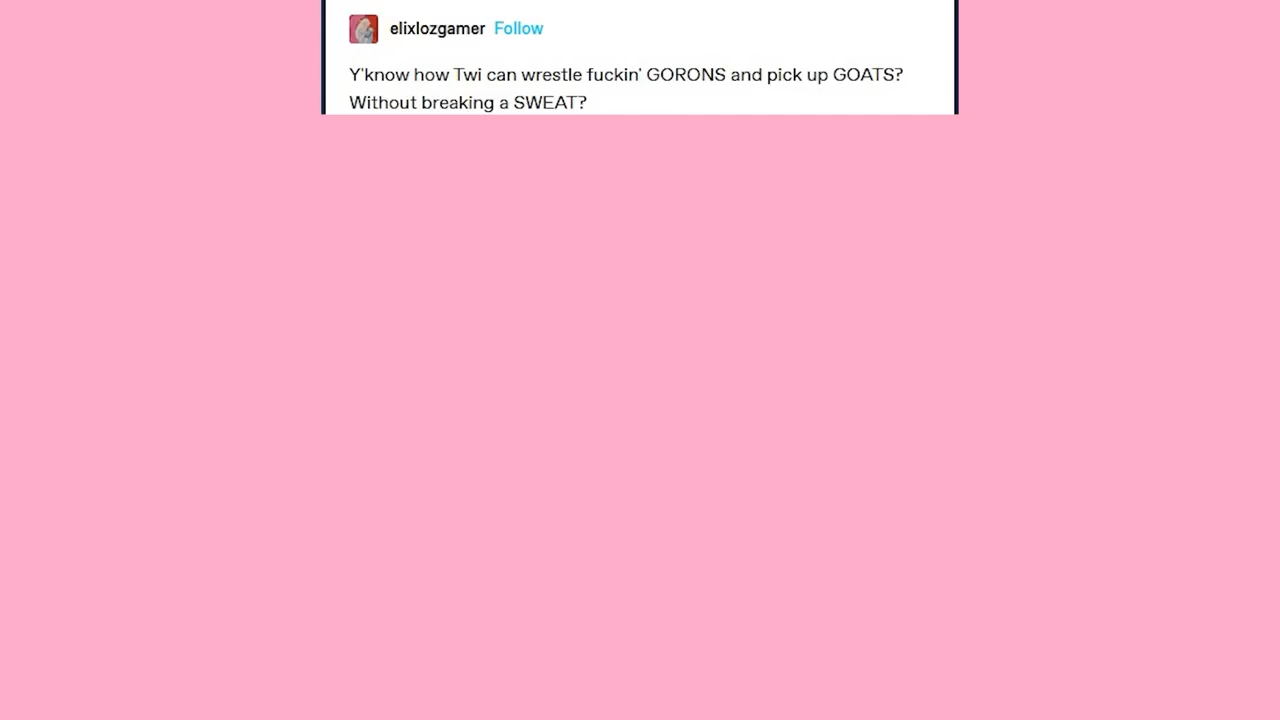 elixlozgamer Follow
Y'know how Twi can wrestle fuckin' GORONS and pick up GOATS?
Without breaking a SWEAT?